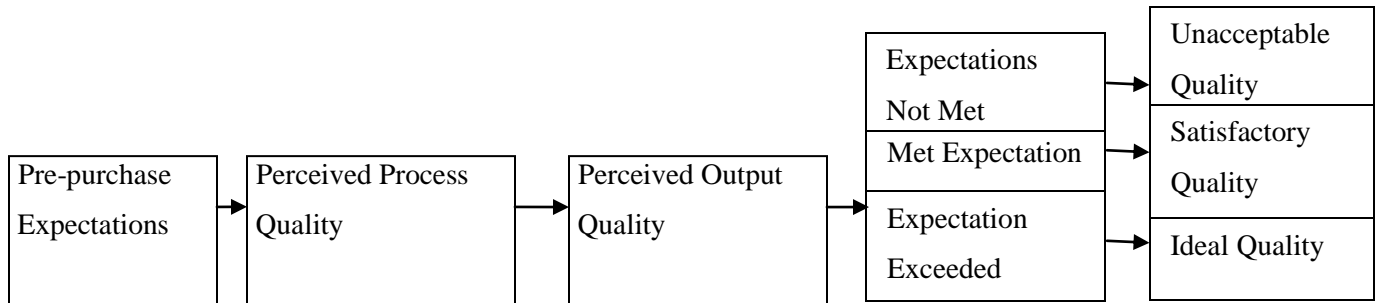 Pre-purchase
Expectations
Perceived Process
Quality
Perceived Output
Quality
Expectations
Not Met
Met Expectation
Expectation
Exceeded
Unacceptable
Quality
Satisfactory
Quality
Ideal Quality